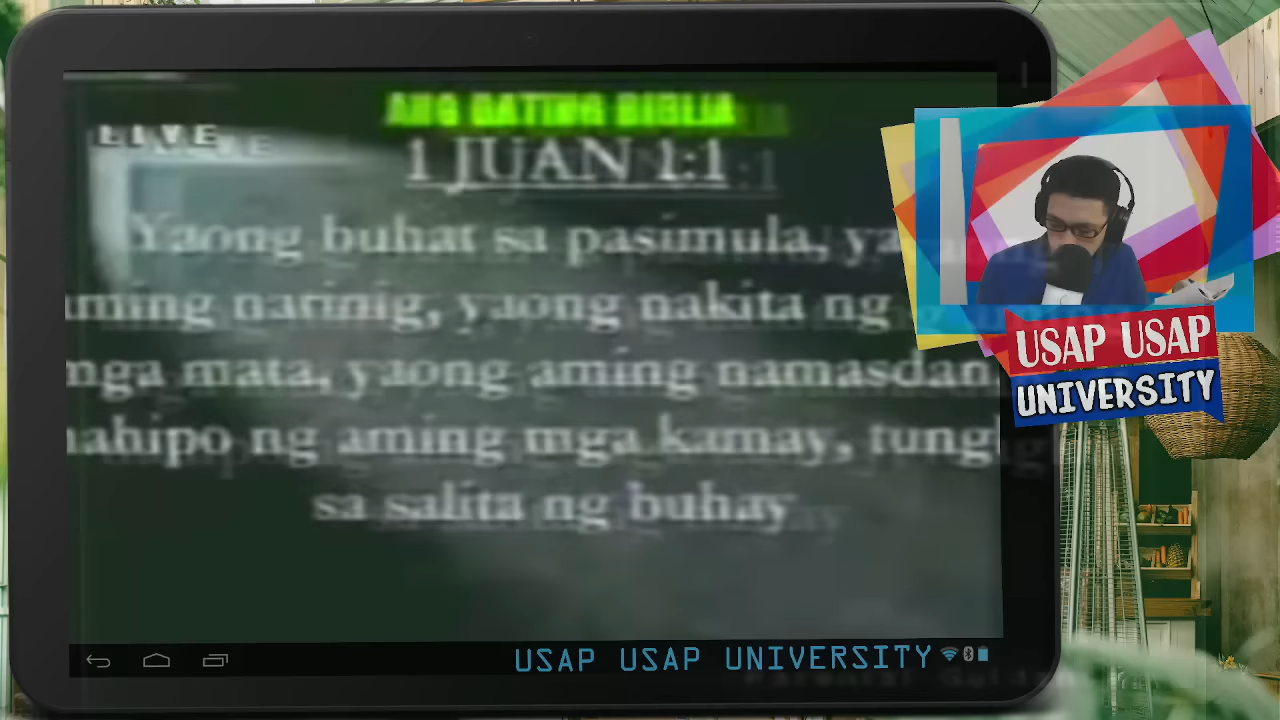 ANG DATING BIBLIA
LIVE
1 JUAN 1:1
Yaong buhat sa pasimula,
aming narinig, yaong nakita ng
mga mata, yaong aming namasdan,
nahipo ng aming mga kamay, tungkol
sa salita ng buhay
USAP USAP
UNIVERSITY
USAP USAP UNIVERSITY